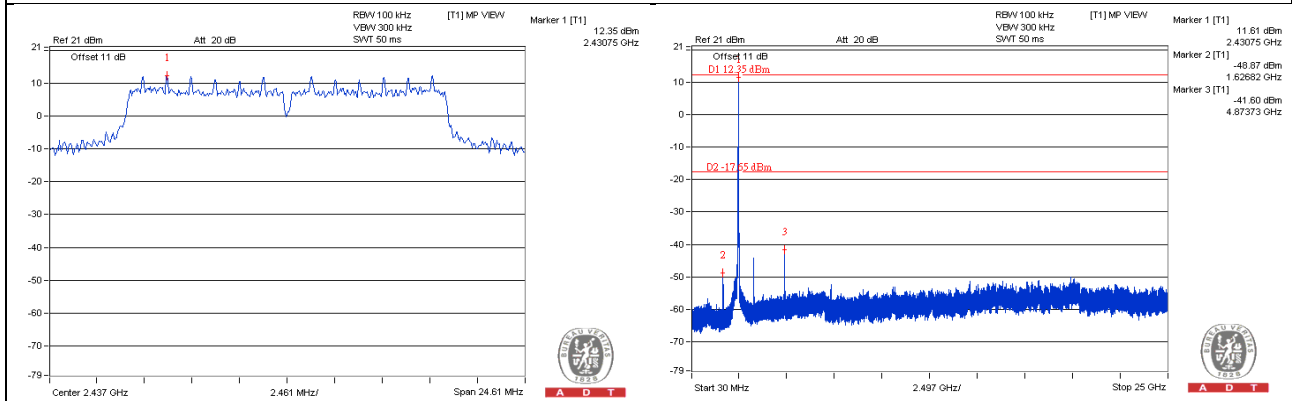 RBW 100 kHz [T1] MP VIEW
VBW 300 kHz
Ref 21 dBm Att 20 dB SWT 50 ms
Marker 1 [T1]
12.35 dBm
2.43075 GHz
21
Offset 11 dB
1
10
0
-10
-20
-30
-40
-50
-60
-70
-79
Center 2.437 GHz 2.461 MHz/ Span 24.61 MHz
BUREAU VERITAS
1828
A D T
RBW 100 kHz [T1] MP VIEW
VBW 300 kHz
Ref 21 dBm Att 20 dB SWT 50 ms
Marker 1 [T1]
11.61 dBm
2.43075 GHz
Marker 2 [T1]
-48.87 dBm
1.62682 GHz
Marker 3 [T1]
-41.60 dBm
4.87373 GHz
21
Offset 11 dB
1
D1 12.35 dBm
10
0
-10
D2 -17.65 dBm
-20
-30
-40
3
2
-50
-60
-70
-79
Start 30 MHz 2.497 GHz/ Stop 25 GHz
BUREAU VERITAS
1828
A D T